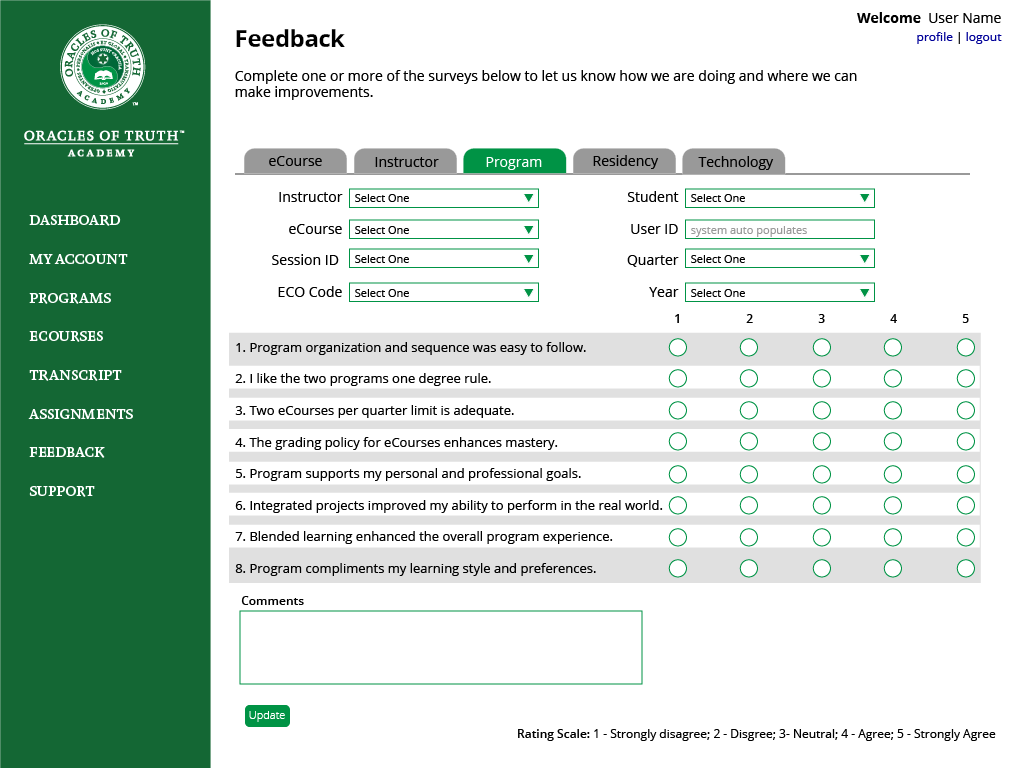 ORACLES OF TRUTH
ACADEMY
TM
ORACLES OF TRUTH™
ACADEMY
DASHBOARD
MY ACCOUNT
PROGRAMS
ECOURSES
TRANSCRIPT
ASSIGNMENTS
FEEDBACK
SUPPORT
Welcome User Name
profile | logout
Feedback
Complete one or more of the surveys below to let us know how we are doing and where we can
make improvements.
eCourse Instructor Program Residency Technology
Instructor Select One Student Select One
eCourse Select One User ID system auto populates
Session ID Select One Quarter Select One
ECO Code Select One Year Select One
1 2 3 4 5
1. Program organization and sequence was easy to follow.
2. I like the two programs one degree rule.
3. Two eCourses per quarter limit is adequate.
4. The grading policy for eCourses enhances mastery.
5. Program supports my personal and professional goals.
6. Integrated projects improved my ability to perform in the real world.
7. Blended learning enhanced the overall program experience.
8. Program compliments my learning style and preferences.
Comments
Update
Rating Scale: 1 - Strongly disagree; 2 - Disgree; 3- Neutral; 4 - Agree; 5 - Strongly Agree